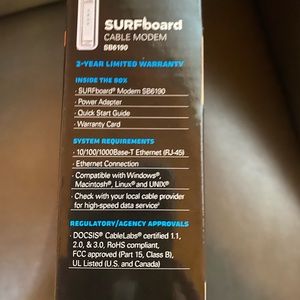 SURFboard
CABLE MODEM
SB6190
2-YEAR LIMITED WARRANTY
INSIDE THE BOX
· SURFboard® Modem SB6190
· Power Adapter
· Quick Start Guide
· Warranty Card
SYSTEM REQUIREMENTS
· 10/100/1000Base-T Ethernet (RJ-45)
· Ethernet Connection
· Compatible with Windows®,
Macintosh®, Linux® and UNIX®
· Check with your local cable provider
for high-speed data service
REGULATORY/AGENCY APPROVALS
· DOCSIS® CableLabs® certified 1.1,
2.0, & 3.0, RoHS compliant,
FCC approved (Part 15, Class B),
UL Listed (U.S. and Canada)